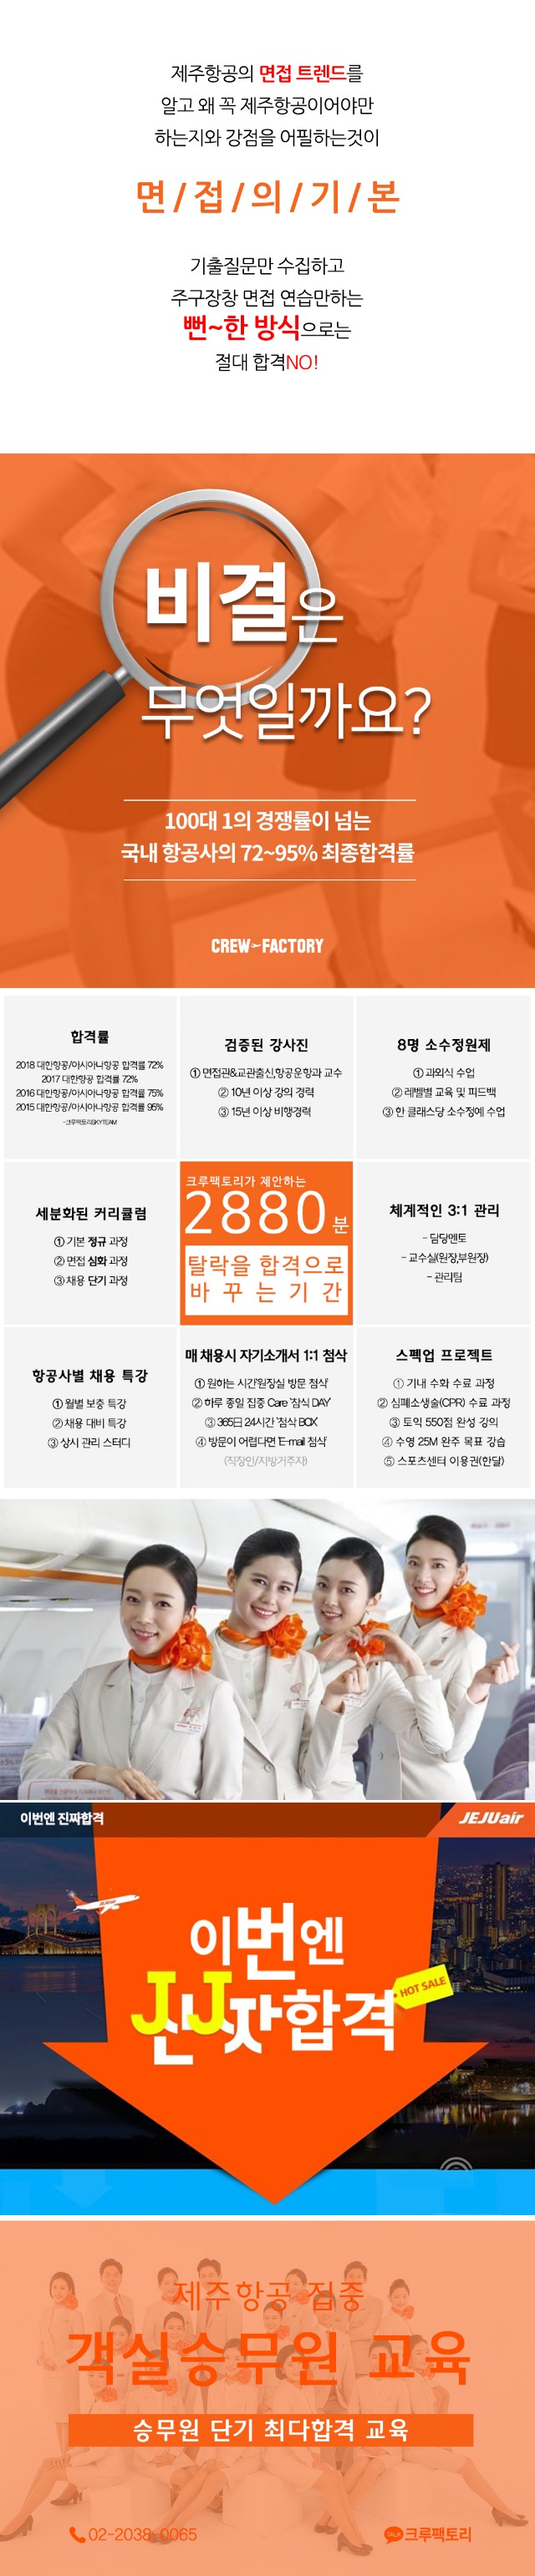 제주항공의 면접 트렌드를
알고 왜 꼭 제주항공이어야만
하는지와 강점을 어필하는것이
면/접/의/기/본
기출질문만 수집하고
주구장창 면접 연습만하는
뻔~한 방식으로는
절대 합격NO!
비결은
무엇일까요?
100대 1의 경쟁률이 넘는
국내 항공사의 72~95% 최종합격률
CREW FACTORY
합격률
2018 대한항공/아시아나항공 합격률 72%
2017 대한항공 합격률 72%
2016 대한항공/아시아나항공 합격률 75%
2015 대한항공/아시아나항공 합격률 95%
-크루팩토리SKYTEAM
검증된 강사진
① 면접관&교관출신,항공운항과 교수
② 10년 이상 강의 경력
③ 15년 이상 비행경력
8명 소수정원제
① 과외식 수업
② 레벨별 교육 및 피드백
③ 한 클래스당 소수정예 수업
세분화된 커리큘럼
① 기본 정규 과정
② 면접 심화 과정
③ 채용 단기 과정
크루팩토리가 제안하는
2880분
탈락을 합격으로
바 꾸 는 기 간
체계적인 3:1 관리
- 담당멘토
- 교수실(원장,부원장)
- 관리팀
항공사별 채용 특강
① 월별 보충 특강
② 채용 대비 특강
③ 상시 관리 스터디
매 채용시 자기소개서 1:1 첨삭
① 원하는 시간'원장실 방문 첨삭'
② 하루 종일 집중 Care '첨삭 DAY'
③ 365日 24시간 '첨삭 BOX'
④ 방문이 어렵다면 'E-mail 첨삭'
(직장인/지방거주자)
스펙업 프로젝트
① 기내 수화 수료 과정
② 심폐소생술(CPR) 수료 과정
③ 토익 550점 완성 강의
④ 수영 25M 완주 목표 강습
⑤ 스포츠센터 이용권(한달)
이번엔 진짜합격
JEJUair
이번엔
JJ
진짜합격
HOT SALE
제주항공 집중
객실승무원 교육
승무원 단기 최다합격 교육
02-2038-0065
TALK 크루팩토리